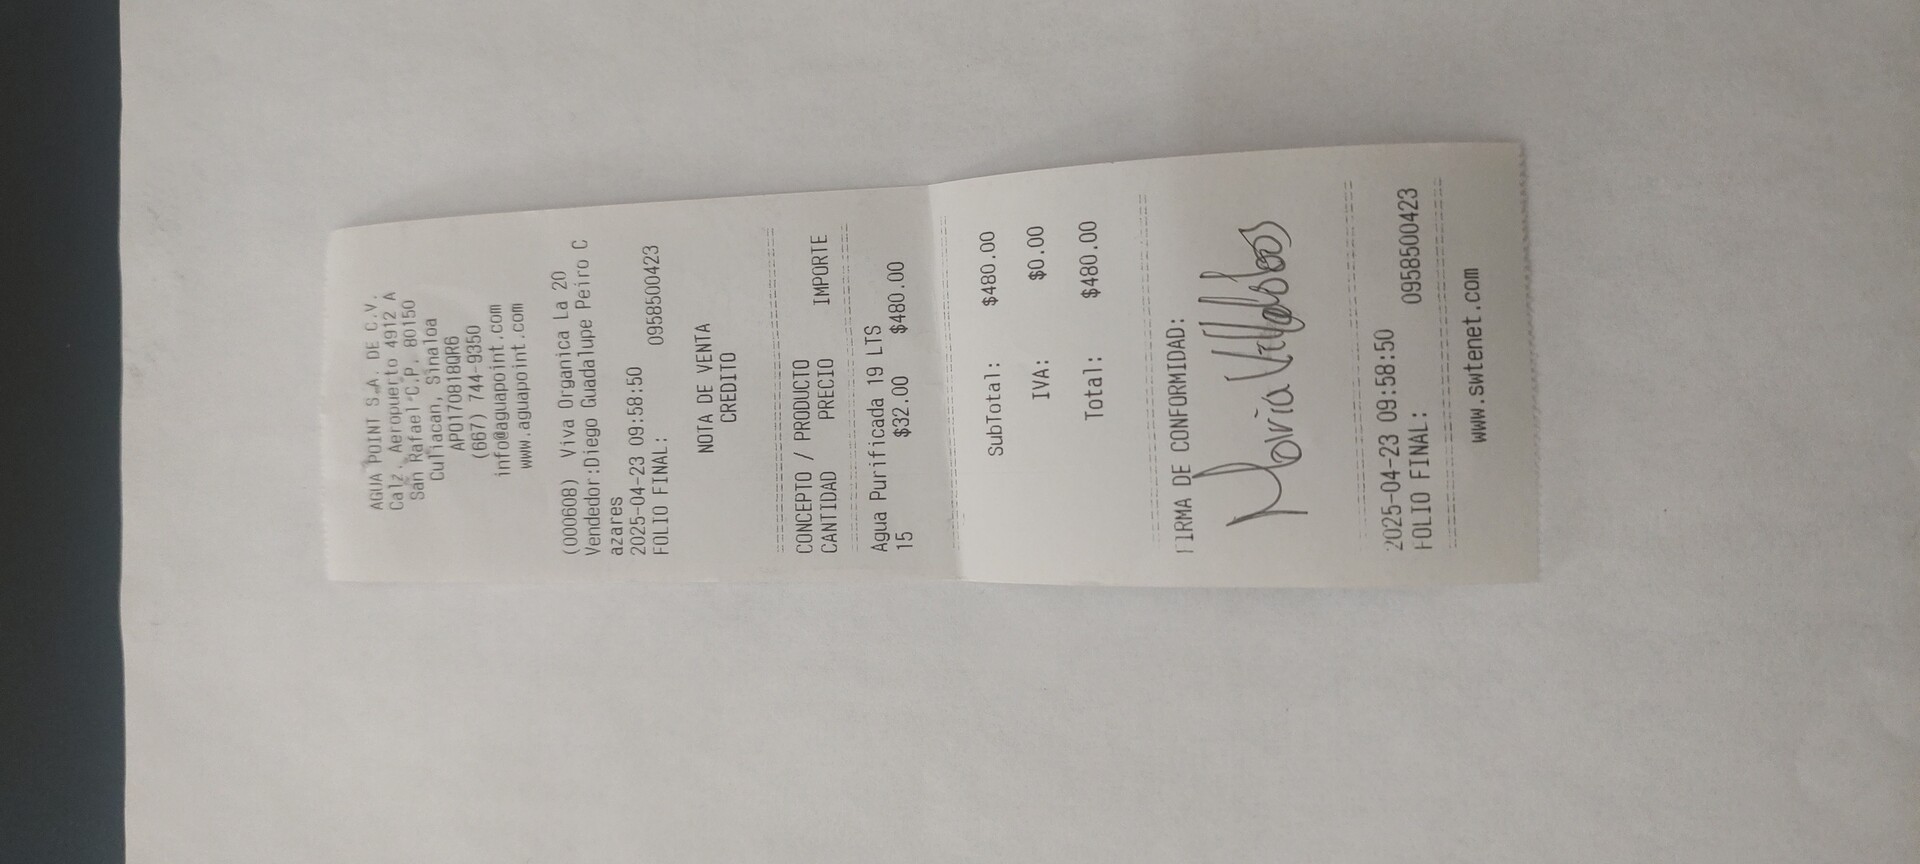 AGUA POINT S.A. DE C.V.
Calz. Aeropuerto 4912 A
San Rafael C.P. 80150
Culiacan, Sinaloa
APO170818QR6
(667) 744-9350
info@aguapoint.com
www.aguapoint.com
(000608) Viva Organica La 20
Vendedor:Diego Guadalupe Peiro C
azares
2025-04-23 09:58:50
FOLIO FINAL: 0958500423
NOTA DE VENTA
CREDITO
CONCEPTO / PRODUCTO
CANTIDAD PRECIO IMPORTE
Agua Purificada 19 LTS
15 $32.00 $480.00
SubTotal: $480.00
IVA: $0.00
Total: $480.00
FIRMA DE CONFORMIDAD:
María Villalobos
2025-04-23 09:58:50
FOLIO FINAL: 0958500423
www.swtenet.com